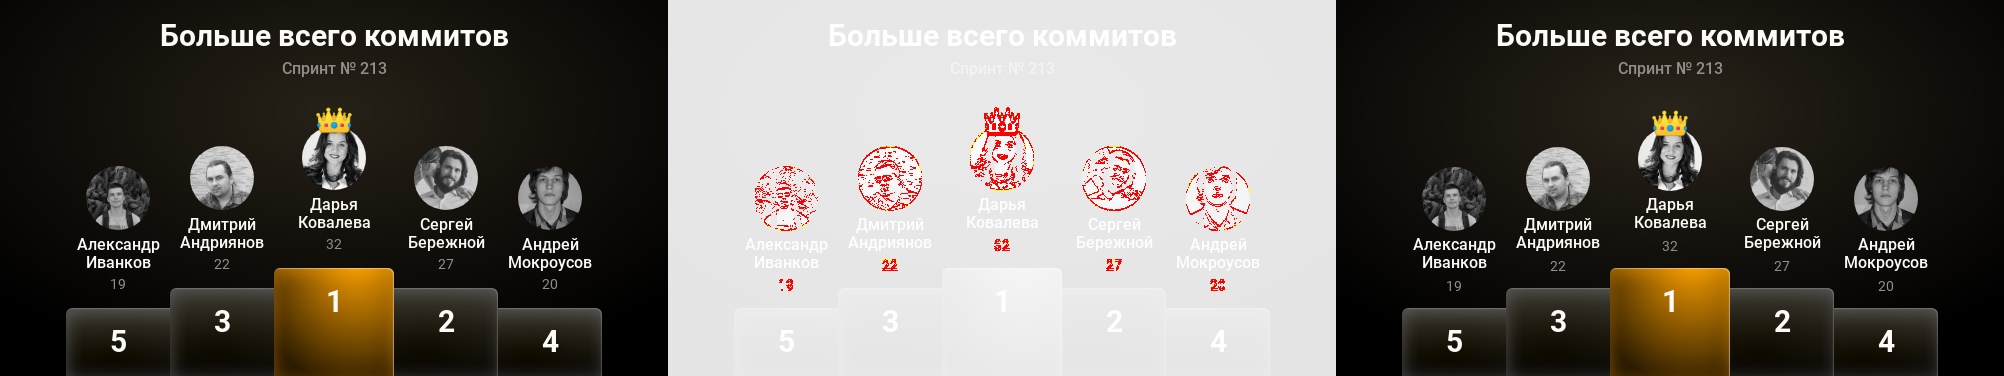 Больше всего коммитов
Спринт № 213
Дарья
Ковалева
32
Дмитрий
Андриянов
22
Сергей
Бережной
27
Александр
Иванков
19
Андрей
Мокроусов
20
1
3
2
5
4
Больше всего коммитов
Спринт № 213
Дарья
Ковалева
32
Дмитрий
Андриянов
22
Сергей
Бережной
27
Александр
Иванков
Андрей
Мокроусов
1
3
2
5
4
Больше всего коммитов
Спринт № 213
Дарья
Ковалева
32
Дмитрий
Андриянов
22
Сергей
Бережной
27
Александр
Иванков
19
Андрей
Мокроусов
20
1
3
2
5
4